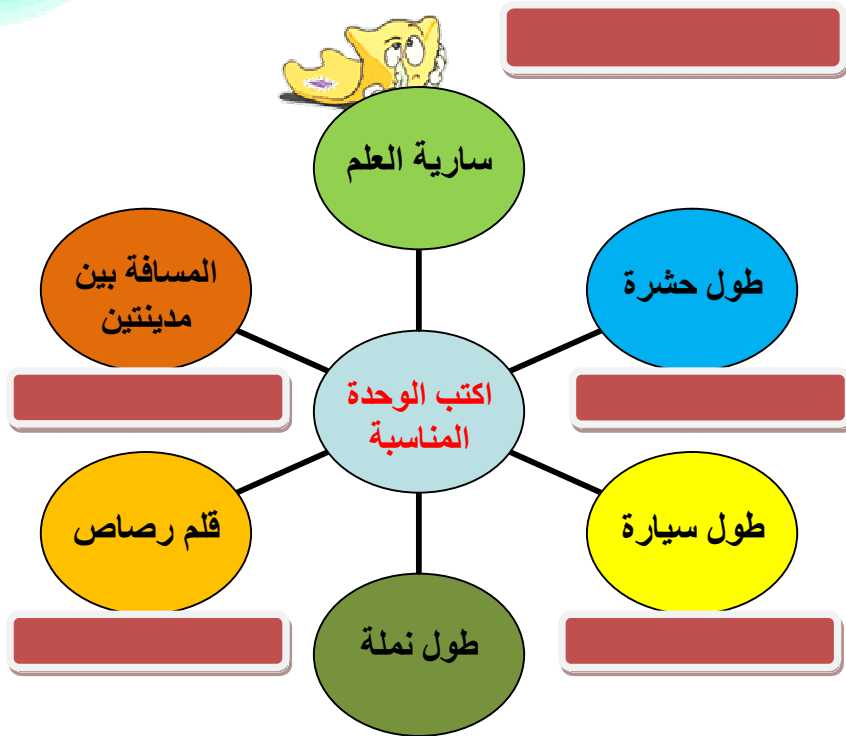 سارية العلم
طول حشرة
المسافة بين
مدينتين
اكتب الوحدة
المناسبة
طول سيارة
قلم رصاص
طول نملة